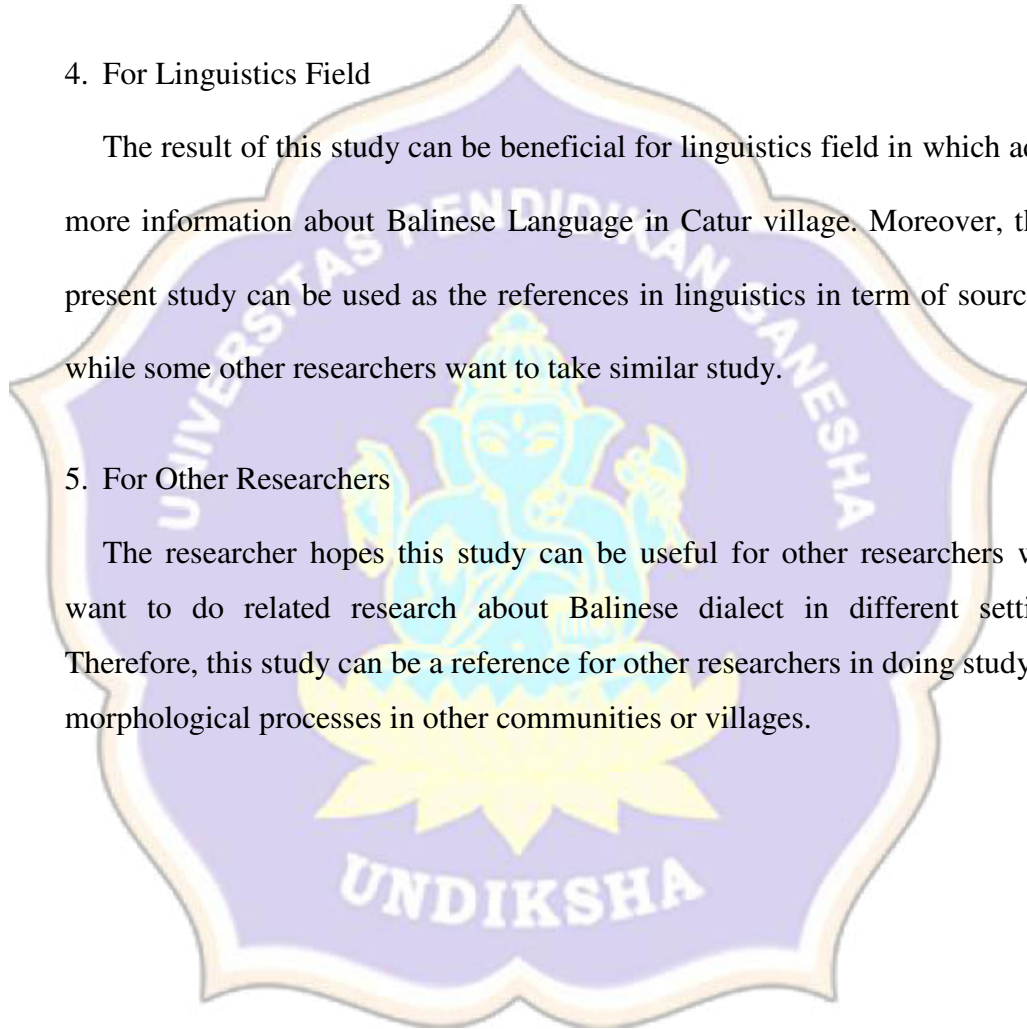 4. For Linguistics Field
The result of this study can be beneficial for linguistics field in which
more information about Balinese Language in Catur village. Moreover,
present study can be used as the references in linguistics in term of
while some other researchers want to take similar study.
5. For Other Researchers
The researcher hopes this study can be useful for other researchers
want to do related research about Balinese dialect in different
Therefore, this study can be a reference for other researchers in doing study
morphological processes in other communities or villages.
UNIVERSITAS PENDIDIKAN GANESHA
UNDIKSHA